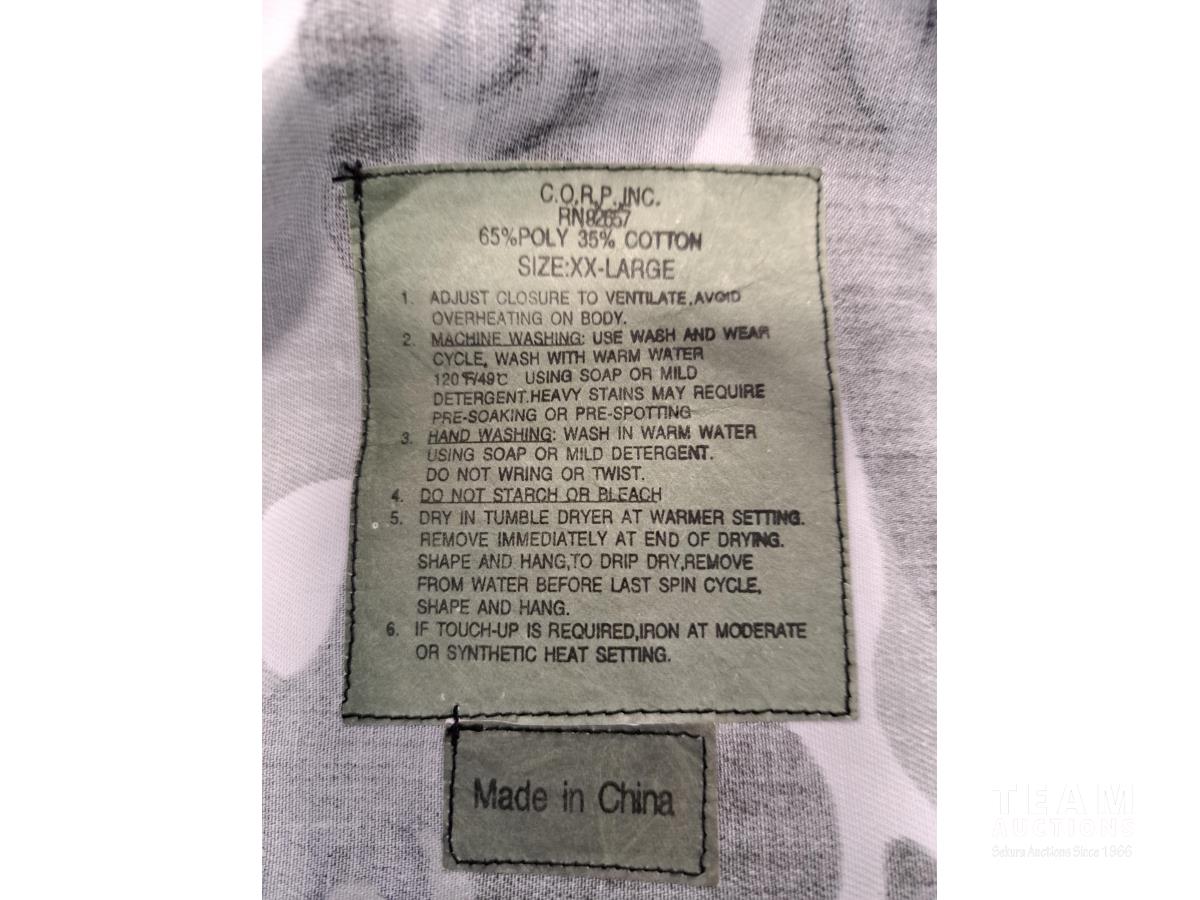 C.O.R.P. INC.
RN 82657
65%POLY 35% COTTON
SIZE:XX-LARGE
1. ADJUST CLOSURE TO VENTILATE,AVOID
OVERHEATING ON BODY.
2. MACHINE WASHING: USE WASH AND WEAR
CYCLE, WASH WITH WARM WATER
120℉/49℃ USING SOAP OR MILD
DETERGENT.HEAVY STAINS MAY REQUIRE
PRE-SOAKING OR PRE-SPOTTING
3. HAND WASHING: WASH IN WARM WATER
USING SOAP OR MILD DETERGENT.
DO NOT WRING OR TWIST.
4. DO NOT STARCH OR BLEACH
5. DRY IN TUMBLE DRYER AT WARMER SETTING.
REMOVE IMMEDIATELY AT END OF DRYING.
SHAPE AND HANG,TO DRIP DRY,REMOVE
FROM WATER BEFORE LAST SPIN CYCLE,
SHAPE AND HANG.
6. IF TOUCH-UP IS REQUIRED,IRON AT MODERATE
OR SYNTHETIC HEAT SETTING.
Made in China
TEAM
AUCTIONS
Sekura Auctions Since 1966